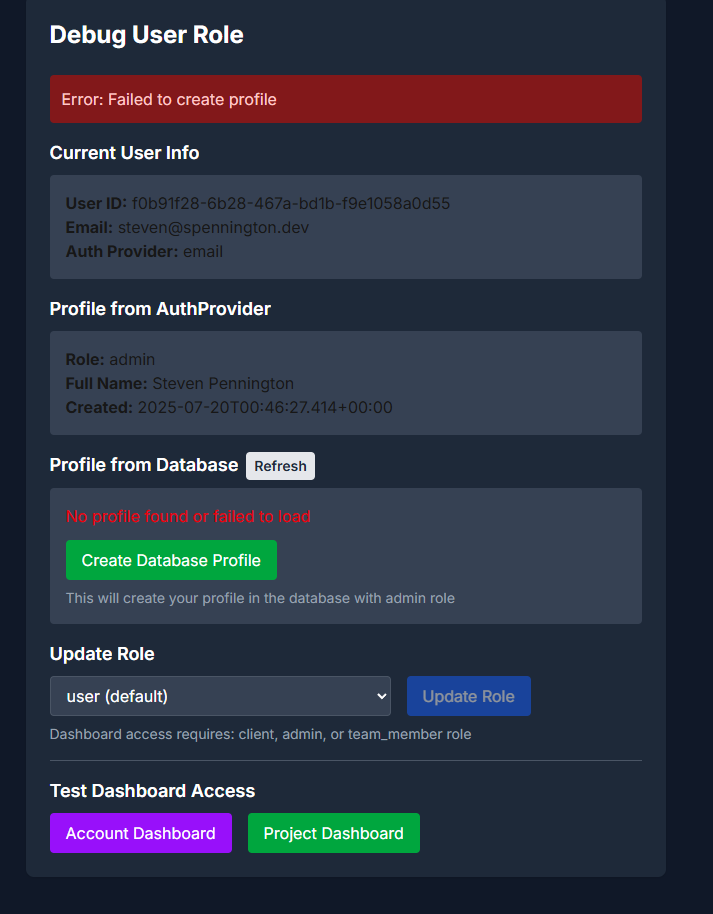 Debug User Role
Error: Failed to create profile
Current User Info
User ID: f0b91f28-6b28-467a-bd1b-f9e1058a0d55
Email: steven@spennington.dev
Auth Provider: email
Profile from AuthProvider
Role: admin
Full Name: Steven Pennington
Created: 2025-07-20T00:46:27.414+00:00
Profile from Database Refresh
No profile found or failed to load
Create Database Profile
This will create your profile in the database with admin role
Update Role
user (default) Update Role
Dashboard access requires: client, admin, or team_member role
Test Dashboard Access
Account Dashboard Project Dashboard